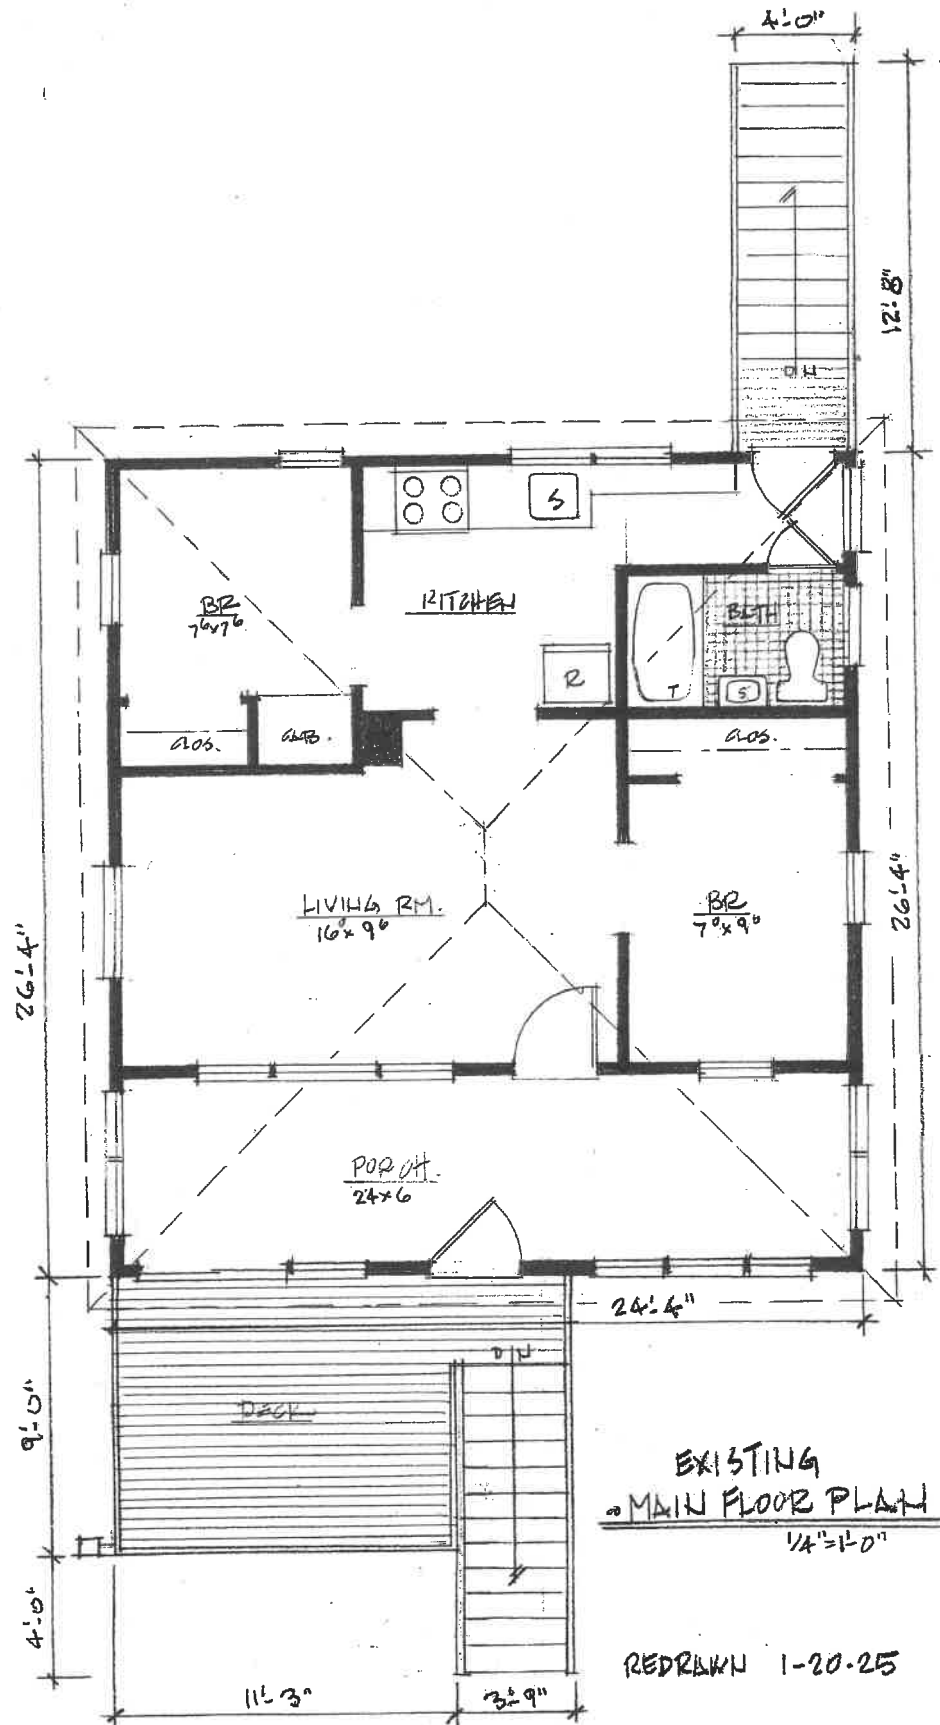 4'-0"
12'-8"
DN
S
BR
7⁶x7⁶
KITCHEN
BATH
R
T
S
CLOS.
CAB.
CLOS.
LIVING RM.
16⁰x 9⁶
BR
7⁰x9⁶
26'-4"
26'-4"
PORCH
24x6
24'-4"
DN
DECK
9'-0"
4'-0"
11'-3"
3'-9"
EXISTING
MAIN FLOOR PLAN
1/4"=1'-0"
REDRAWN 1-20-25